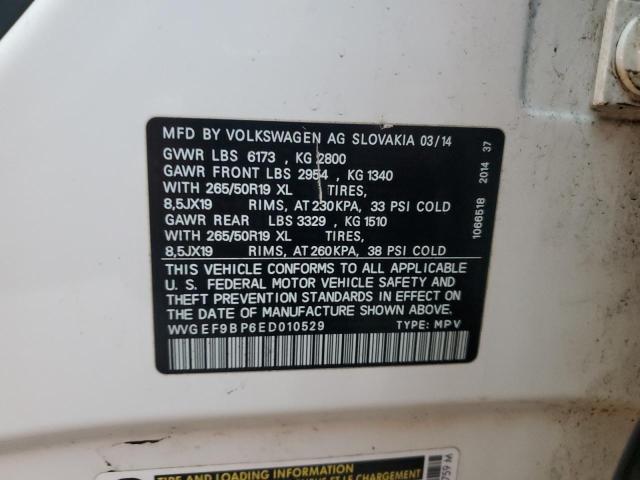 MFD BY VOLKSWAGEN AG SLOVAKIA 03/14
GVWR LBS 6173 , KG 2800
GAWR FRONT LBS 2954 , KG 1340
WITH 265/50R19 XL TIRES,
8,5JX19 RIMS, AT 230KPA, 33 PSI COLD
GAWR REAR LBS 3329 , KG 1510
WITH 265/50R19 XL TIRES,
8,5JX19 RIMS, AT 260KPA, 38 PSI COLD
THIS VEHICLE CONFORMS TO ALL APPLICABLE
U. S. FEDERAL MOTOR VEHICLE SAFETY AND
THEFT PREVENTION STANDARDS IN EFFECT ON
THE DATE OF MANUFACTURE SHOWN ABOVE.
WVGEF9BP6ED010529 TYPE: MPV
1066518 2014 37
TIRE AND LOADING INFORMATION
ET LE CHARGEMENT
759 M